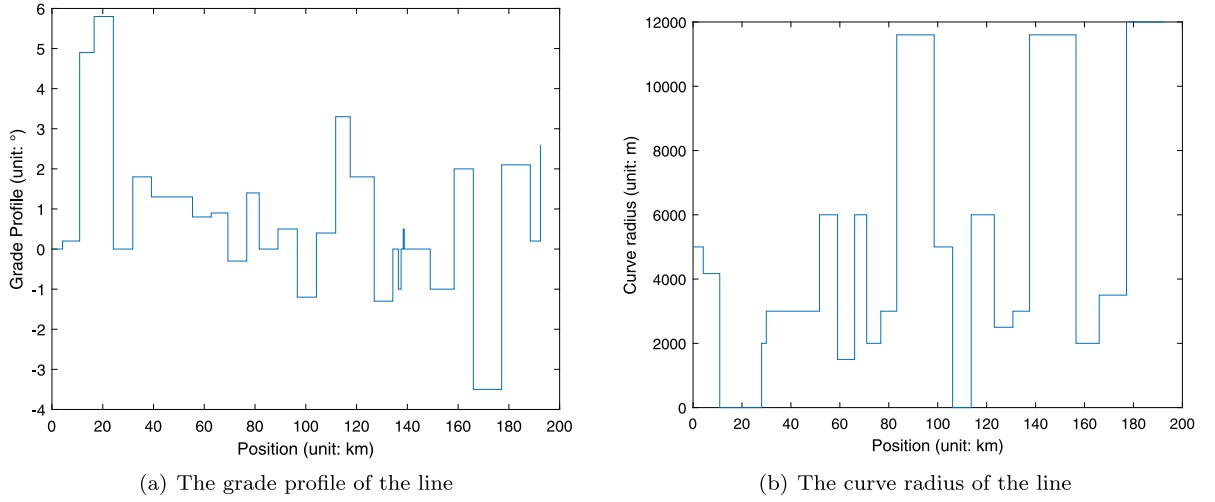 6
5
4
3
2
1
0
-1
-2
-3
-4
Grade Profile (unit: °)
0 20 40 60 80 100 120 140 160 180 200
Position (unit: km)
(a) The grade profile of the line
12000
10000
8000
6000
4000
2000
0
Curve radius (unit: m)
0 20 40 60 80 100 120 140 160 180 200
Position (unit: km)
(b) The curve radius of the line